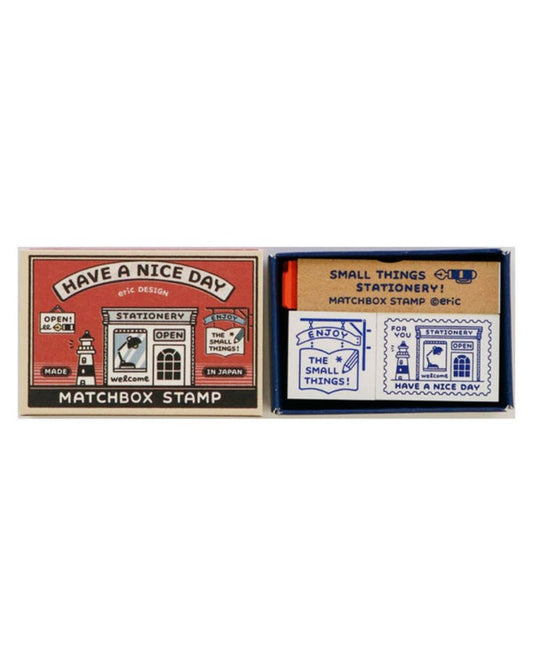 HAVE A NICE DAY
eric DESIGN
OPEN!
STATIONERY
OPEN
welcome
ENJOY
THE
SMALL
THINGS!
MADE
IN JAPAN
MATCHBOX STAMP
SMALL THINGS
STATIONERY!
MATCHBOX STAMP ©eric
ENJOY
THE
SMALL
THINGS!
FOR
YOU
STATIONERY
OPEN
welcome
HAVE A NICE DAY